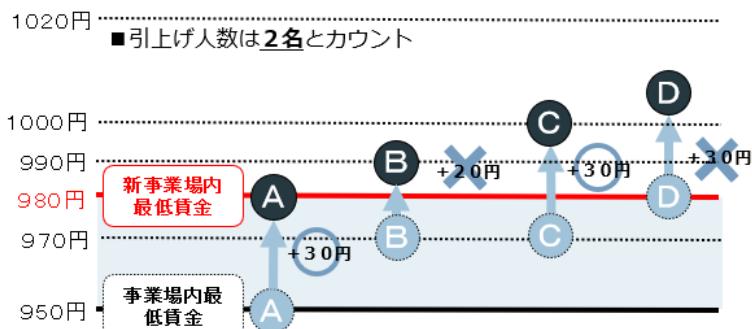 1020円
■引上げ人数は2名とカウント
D
1000円
C
990円
B
+20円
+30円
+30円
980円
新事業場内
最低賃金
A
D
970円
B
C
+30円
950円
事業場内最
低賃金
A